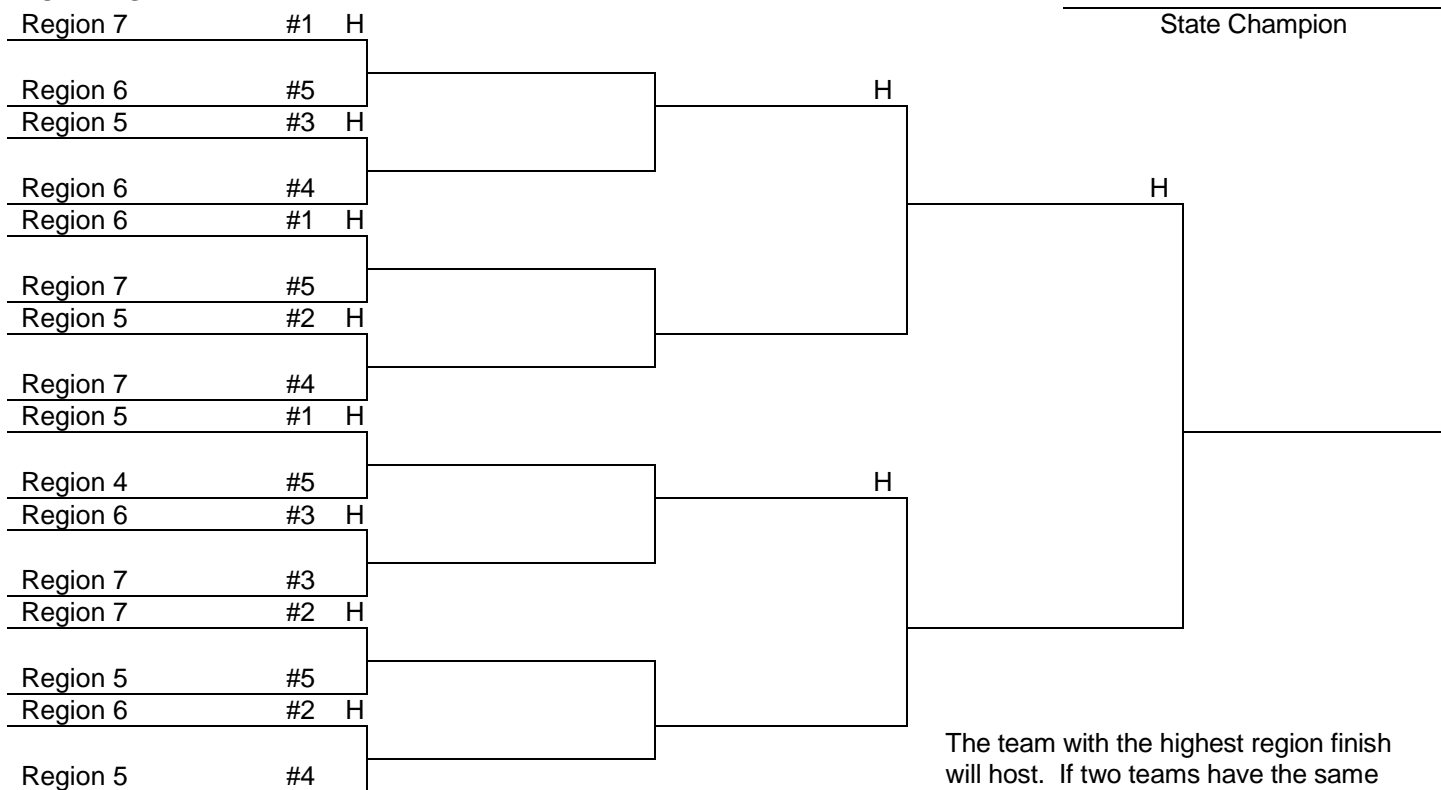 Region 7 #1 H
State Champion
Region 6 #5
H
Region 5 #3 H
Region 6 #4
H
Region 6 #1 H
Region 7 #5
Region 5 #2 H
Region 7 #4
Region 5 #1 H
Region 4 #5
H
Region 6 #3 H
Region 7 #3
Region 7 #2 H
Region 5 #5
Region 6 #2 H
The team with the highest region finish
Region 5 #4
will host. If two teams have the same